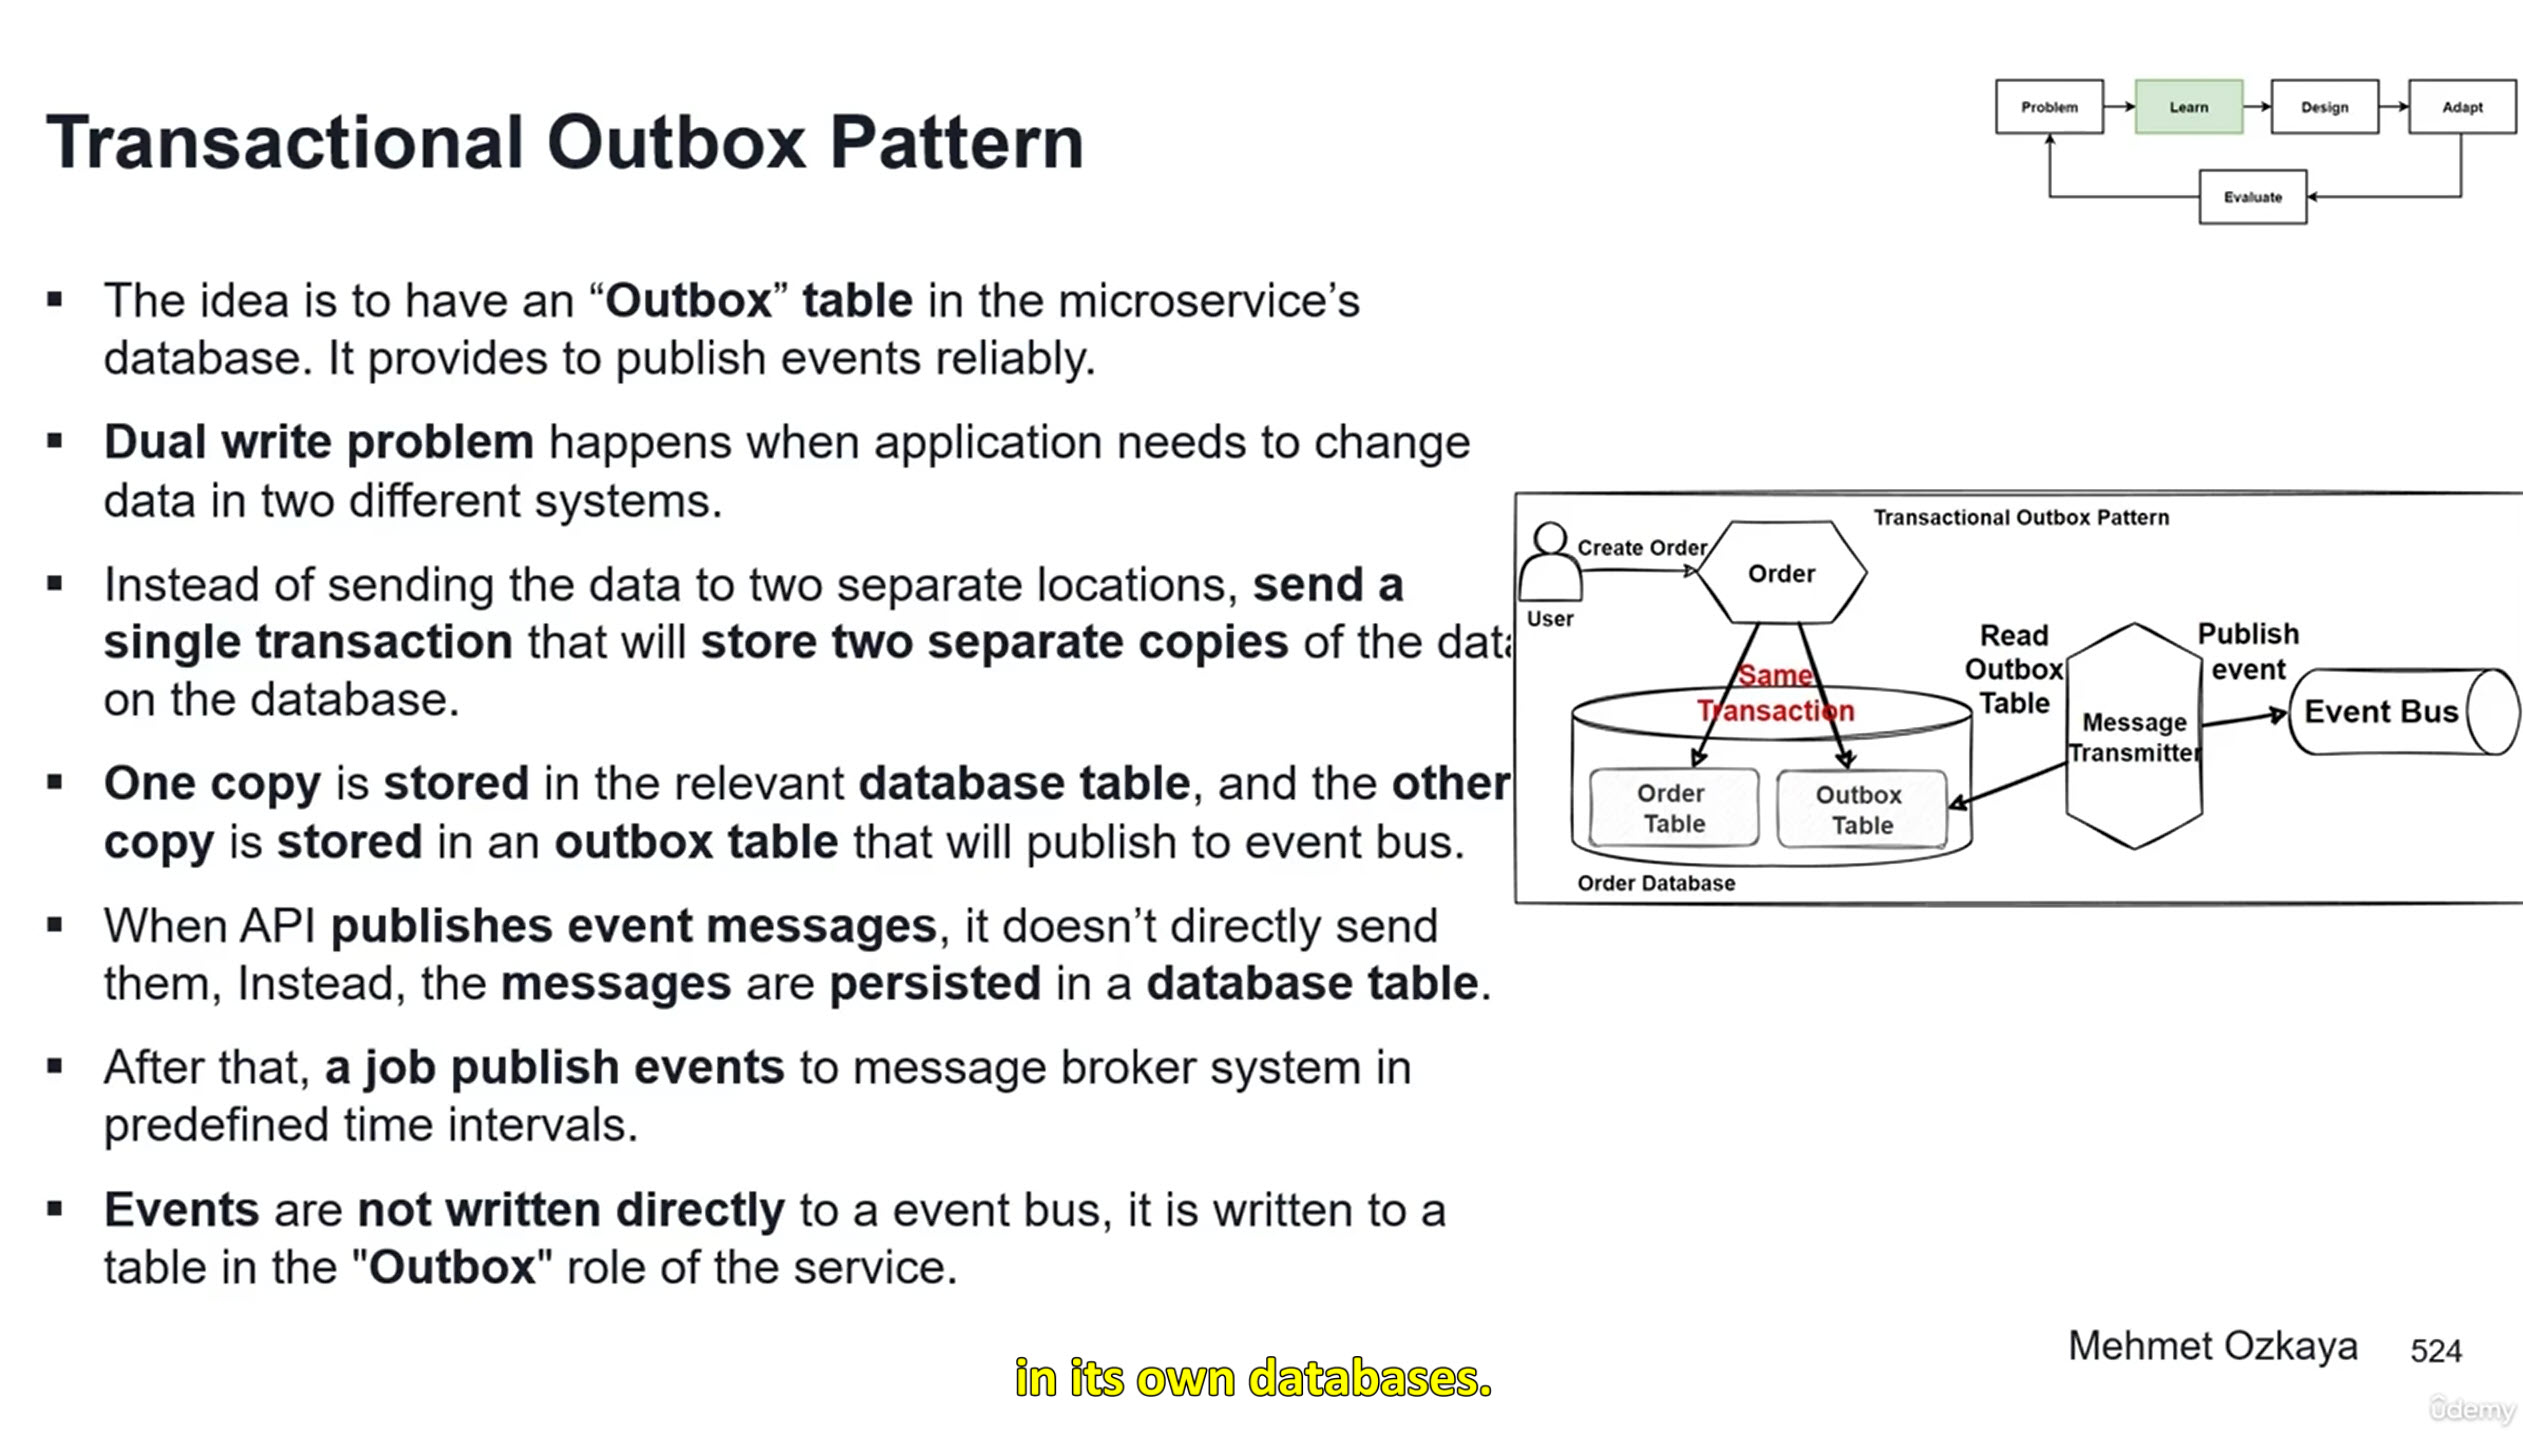 Transactional Outbox Pattern
Problem
Learn
Design
Adapt
Evaluate
▪ The idea is to have an “Outbox” table in the microservice’s
database. It provides to publish events reliably.
▪ Dual write problem happens when application needs to change
data in two different systems.
▪ Instead of sending the data to two separate locations, send a
single transaction that will store two separate copies of the
on the database.
▪ One copy is stored in the relevant database table, and the other
copy is stored in an outbox table that will publish to event bus.
▪ When API publishes event messages, it doesn’t directly send
them, Instead, the messages are persisted in a database table.
▪ After that, a job publish events to message broker system in
predefined time intervals.
▪ Events are not written directly to a event bus, it is written to a
table in the "Outbox" role of the service.
Transactional Outbox Pattern
User
Create Order
Order
Same
Transaction
Order
Table
Outbox
Table
Order Database
Read
Outbox
Table
Message
Transmitter
Publish
event
Event Bus
Mehmet Ozkaya
524
in its own databases.
ûdemy